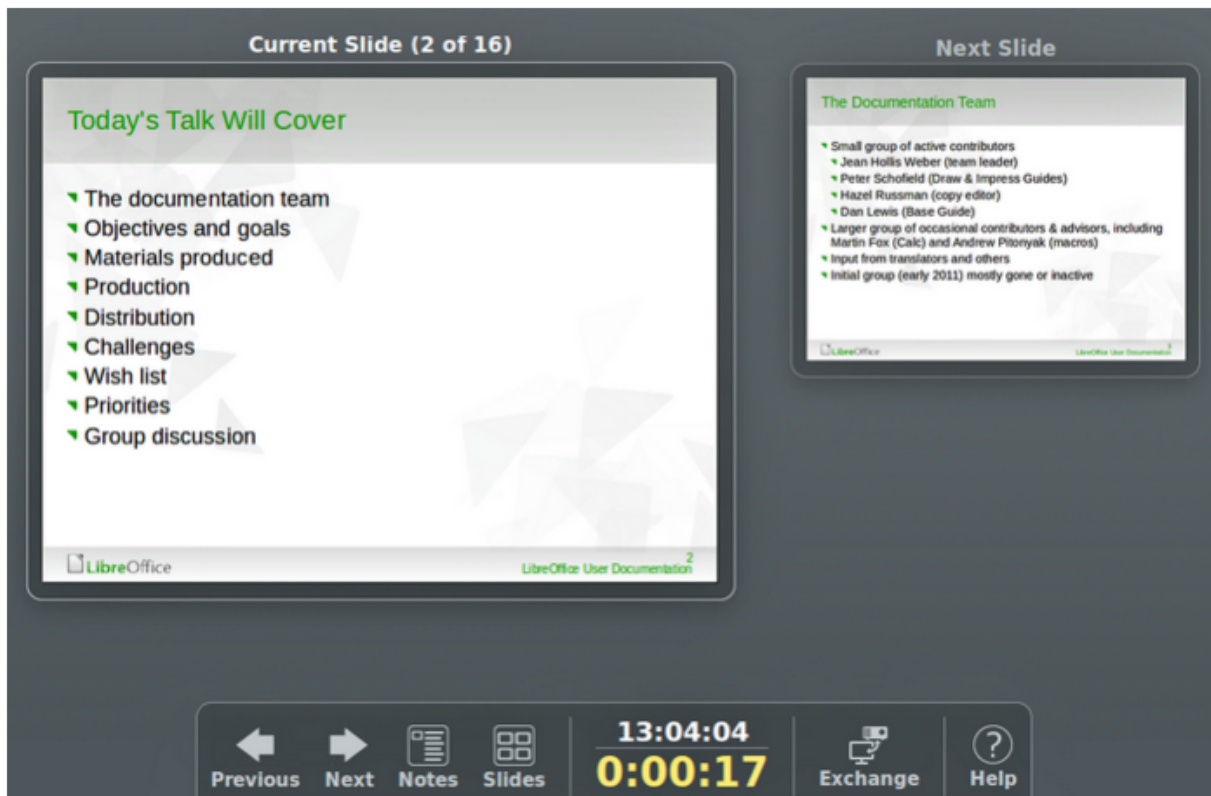 Current Slide (2 of 16)
Today's Talk Will Cover
The documentation team
Objectives and goals
Materials produced
Production
Distribution
Challenges
Wish list
Priorities
Group discussion
LibreOffice
2
LibreOffice User Documentation
Next Slide
The Documentation Team
Small group of active contributors
Jean Hollis Weber (team leader)
Peter Schofield (Draw & Impress Guides)
Hazel Russman (copy editor)
Dan Lewis (Base Guide)
Larger group of occasional contributors & advisors, including
Martin Fox (Calc) and Andrew Pitonyak (macros)
Input from translators and others
Initial group (early 2011) mostly gone or inactive
LibreOffice
LibreOffice User Documentation
13:04:04
0:00:17
Previous Next Notes Slides Exchange Help